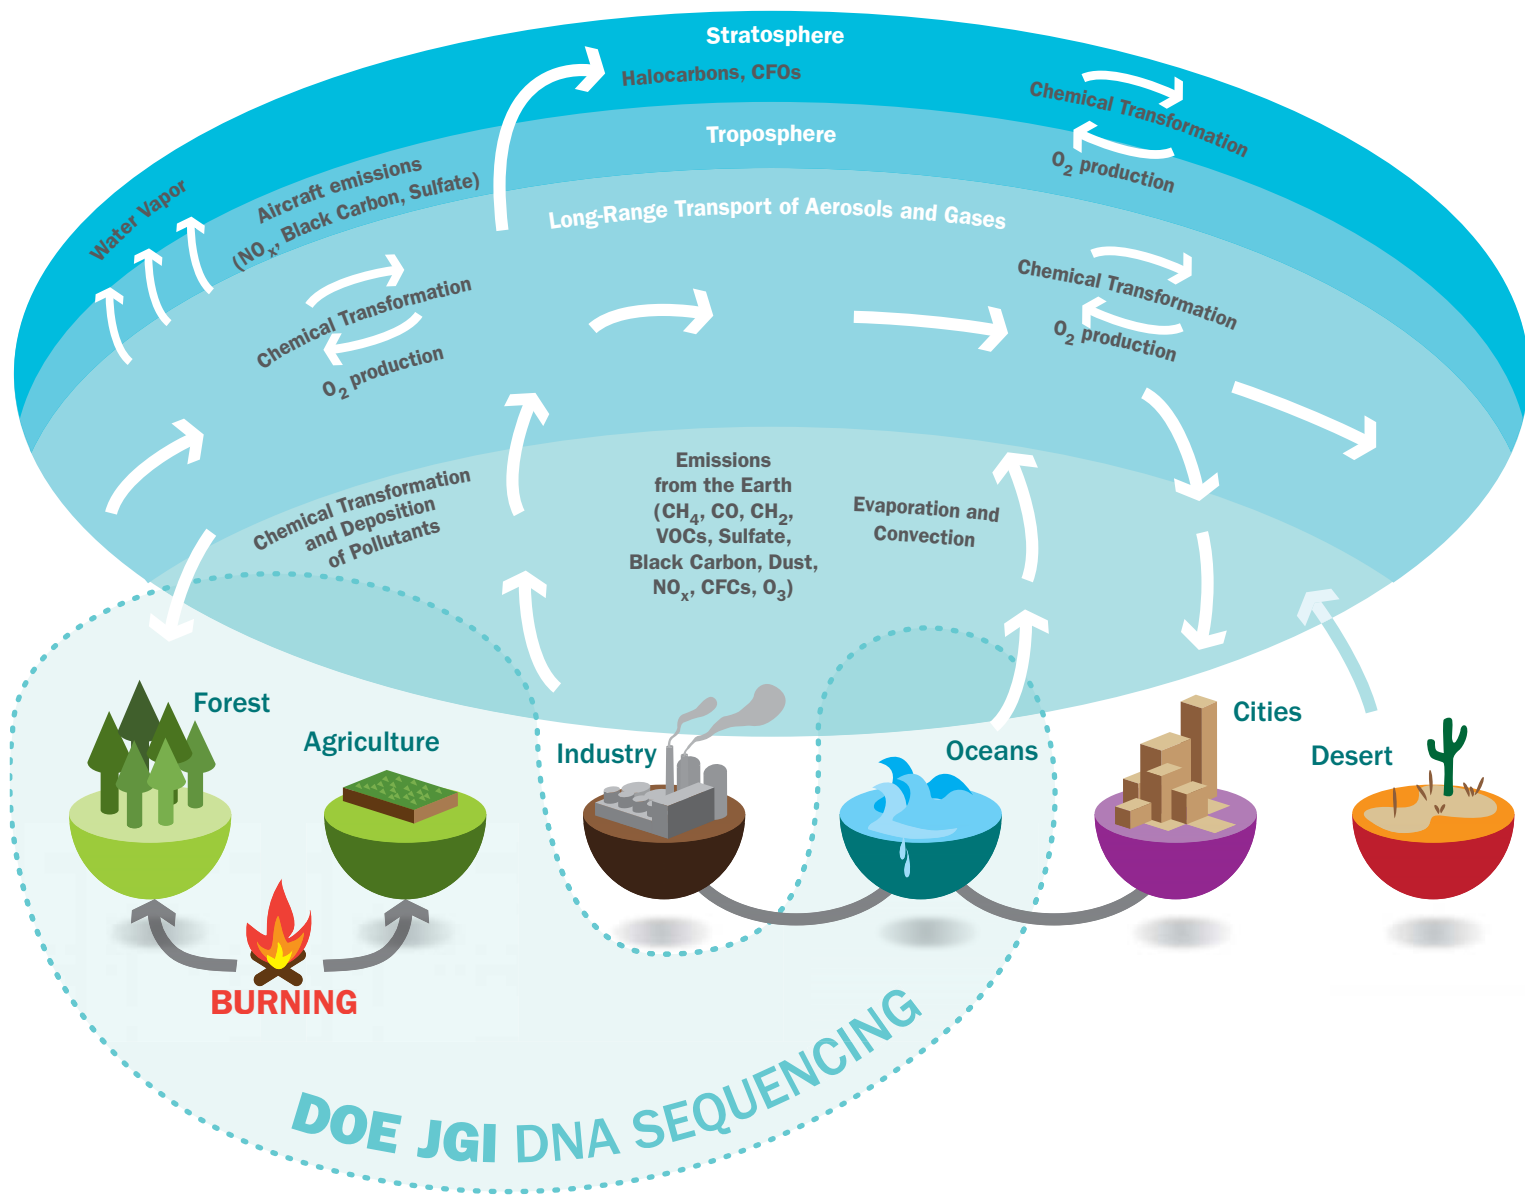 Stratosphere
Halocarbons, CFOs
Chemical Transformation
O2 production
Troposphere
Water Vapor
Aircraft emissions
(NOx, Black Carbon, Sulfate)
Long-Range Transport of Aerosols and Gases
Chemical Transformation
O2 production
Chemical Transformation
O2 production
Chemical Transformation
and Deposition
of Pollutants
Emissions
from the Earth
(CH4, CO, CH2,
VOCs, Sulfate,
Black Carbon, Dust,
NOx, CFCs, O3)
Evaporation and
Convection
Forest
Agriculture
Industry
Oceans
Cities
Desert
BURNING
DOE JGI DNA SEQUENCING